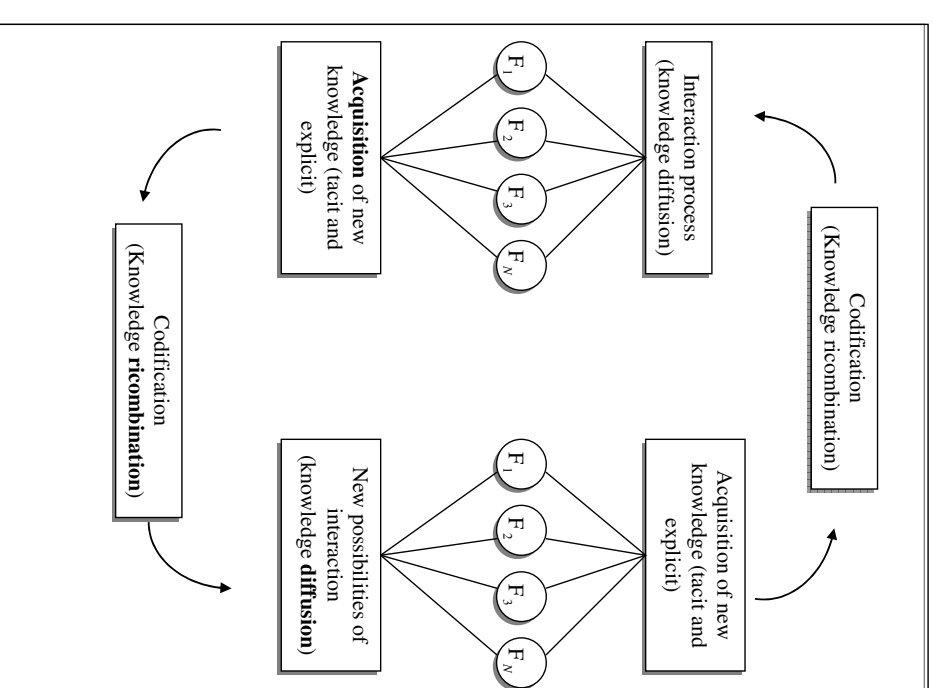 Codification
(Knowledge ricombination)
Interaction process
(knowledge diffusion)
F1
F2
F3
FN
Acquisition of new
knowledge (tacit and
explicit)
Acquisition of new
knowledge (tacit and
explicit)
F1
F2
F3
FN
New possibilities of
interaction
(knowledge diffusion)
Codification
(Knowledge ricombination)